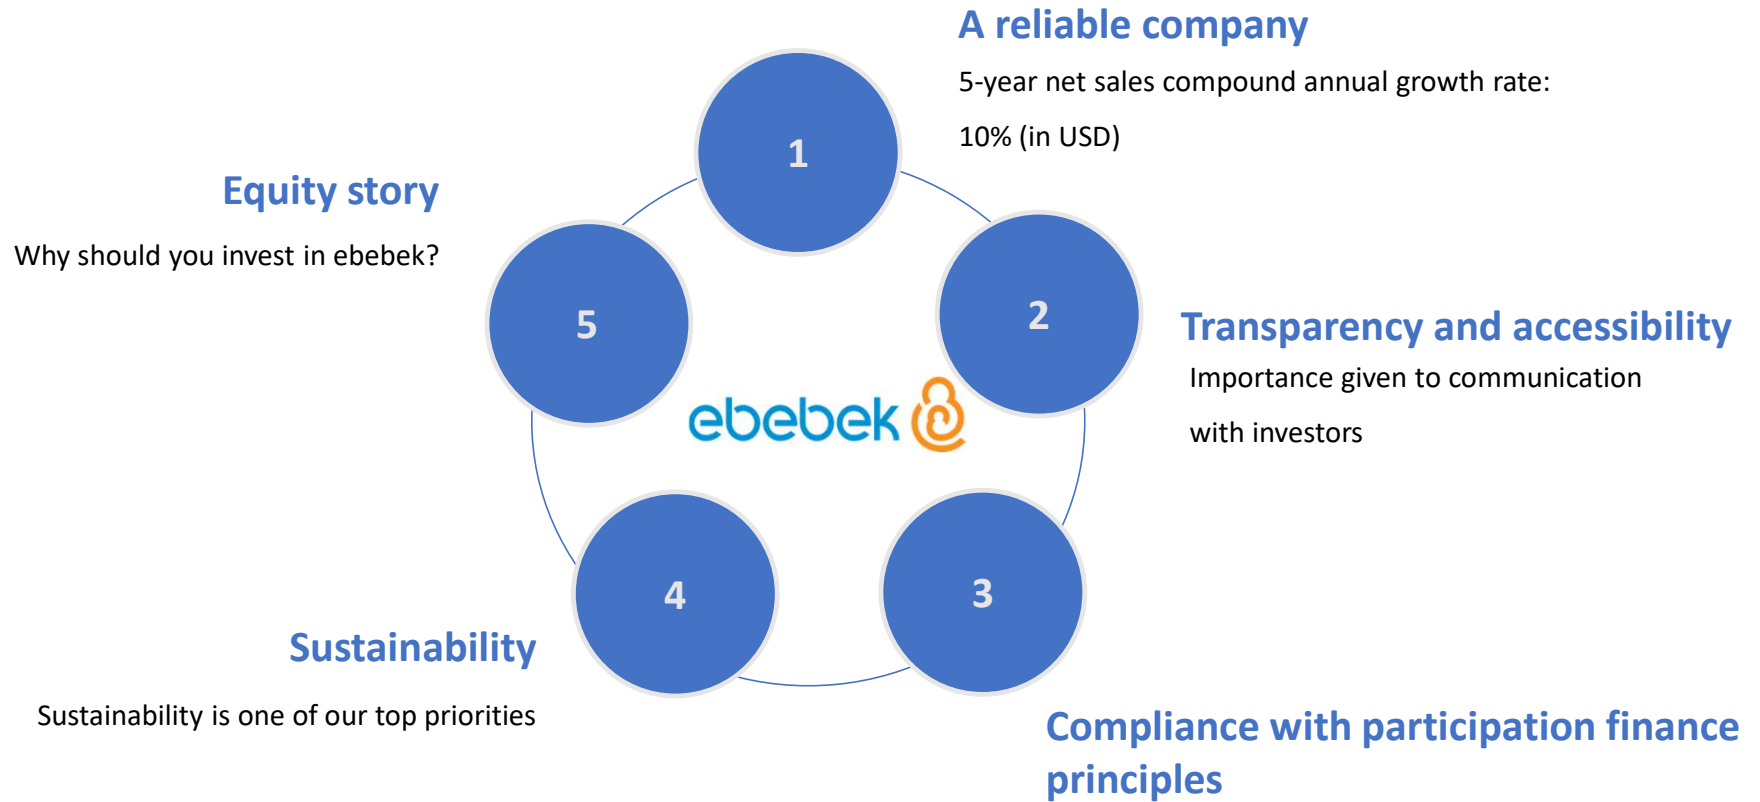 A reliable company
5-year net sales compound annual growth rate:
10% (in USD)
1
Equity story
Why should you invest in ebebek?
5
2
Transparency and accessibility
Importance given to communication
with investors
ebebek
4
3
Sustainability
Sustainability is one of our top priorities
Compliance with participation finance
principles